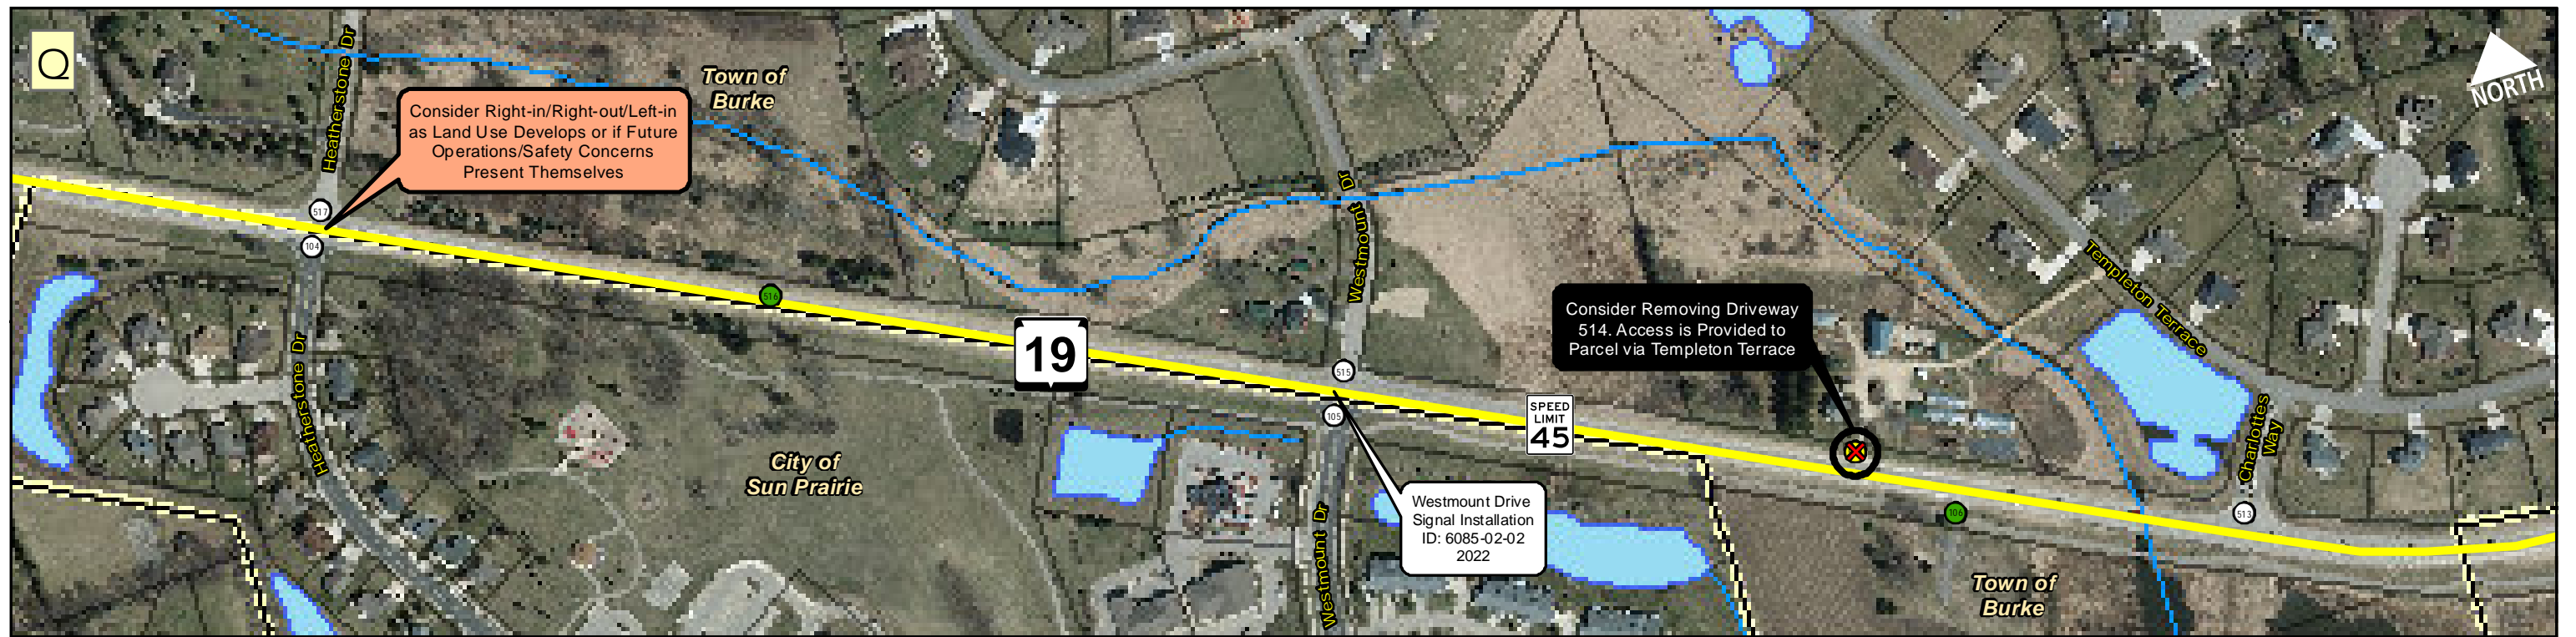 Q
Heatherstone Dr
Town of
Burke
NORTH
Consider Right-in/Right-out/Left-in
as Land Use Develops or if Future
Operations/Safety Concerns
Present Themselves
517
104
516
Westmount Dr
Templeton Terrace
Consider Removing Driveway
514. Access is Provided to
Parcel via Templeton Terrace
19
515
105
SPEED
LIMIT
45
Heatherstone Dr
City of
Sun Prairie
Westmount Dr
Westmount Drive
Signal Installation
ID: 6085-02-02
2022
106
513
Charlottes
Way
Town of
Burke